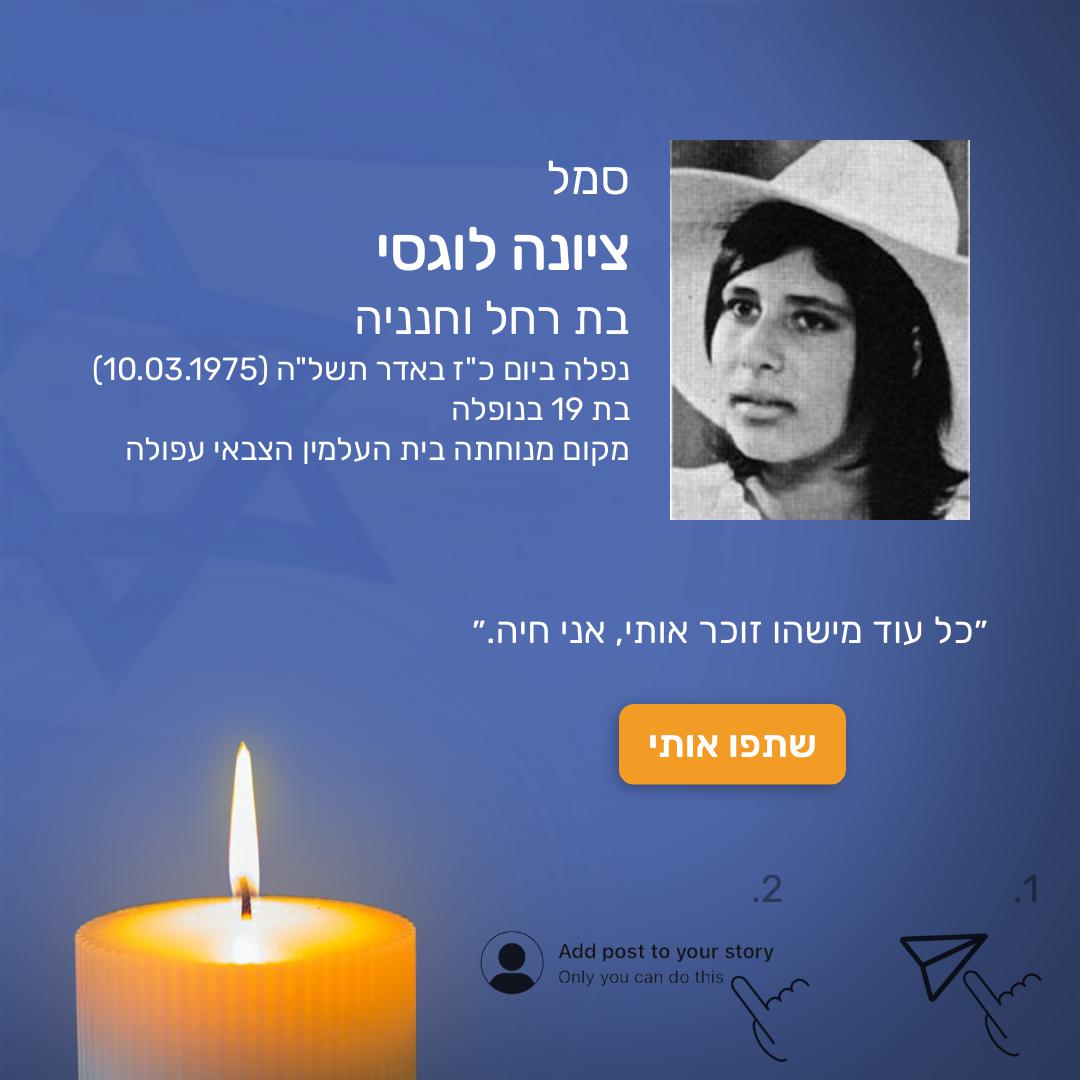 סמל
ציונה לוגסי
בת רחל וחנניה
נפלה ביום כ"ז באדר תשל"ה (10.03.1975)
בת 19 בנופלה
מקום מנוחתה בית העלמין הצבאי עפולה
״כל עוד מישהו זוכר אותי, אני חיה.״
שתפו אותי
.1
.2
Add post to your story
Only you can do this